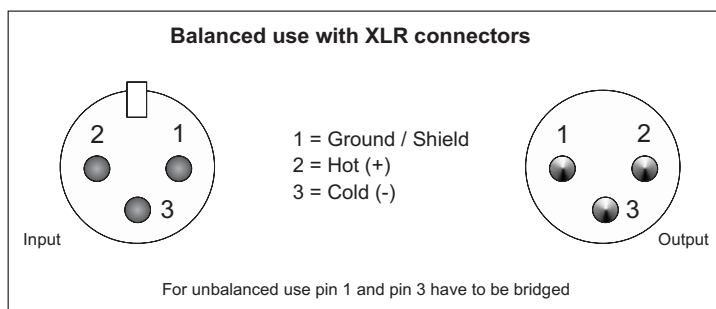 Balanced use with XLR connectors
2 1
3
Input
1 = Ground / Shield
2 = Hot (+)
3 = Cold (-)
1 2
3
Output
For unbalanced use pin 1 and pin 3 have to be bridged